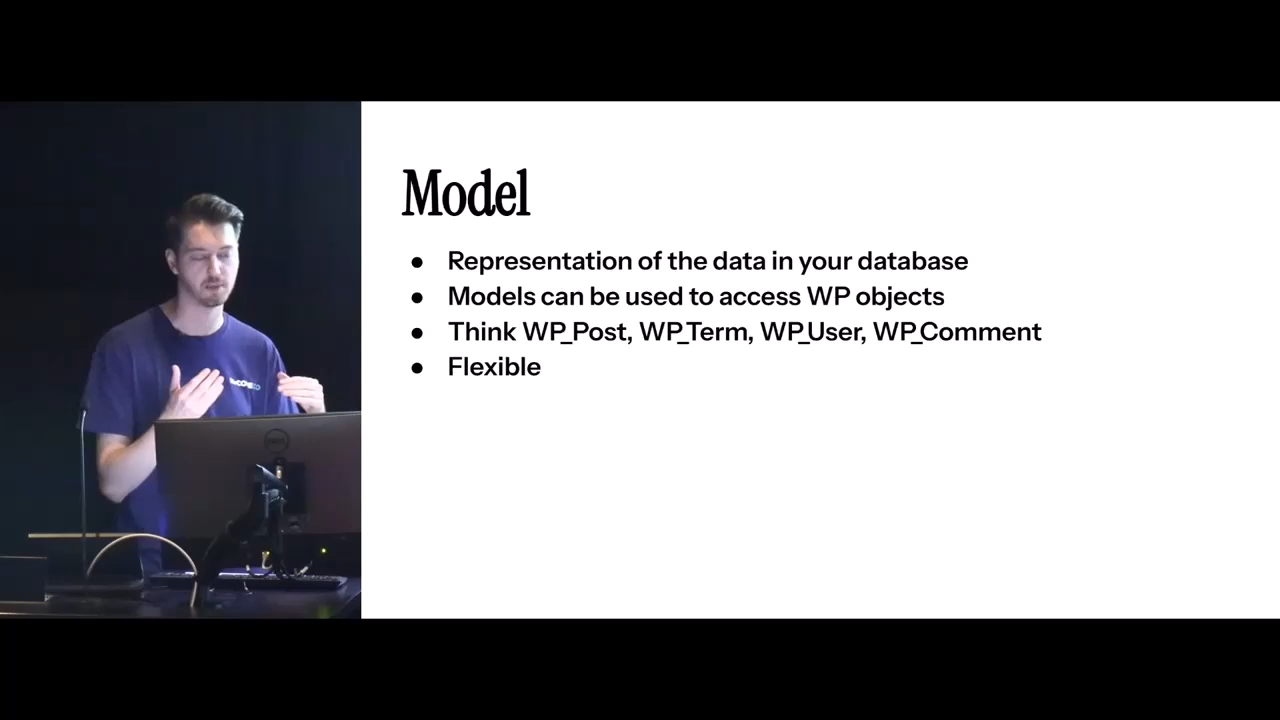 Model
● Representation of the data in your database
● Models can be used to access WP objects
● Think WP_Post, WP_Term, WP_User, WP_Comment
● Flexible
DELL